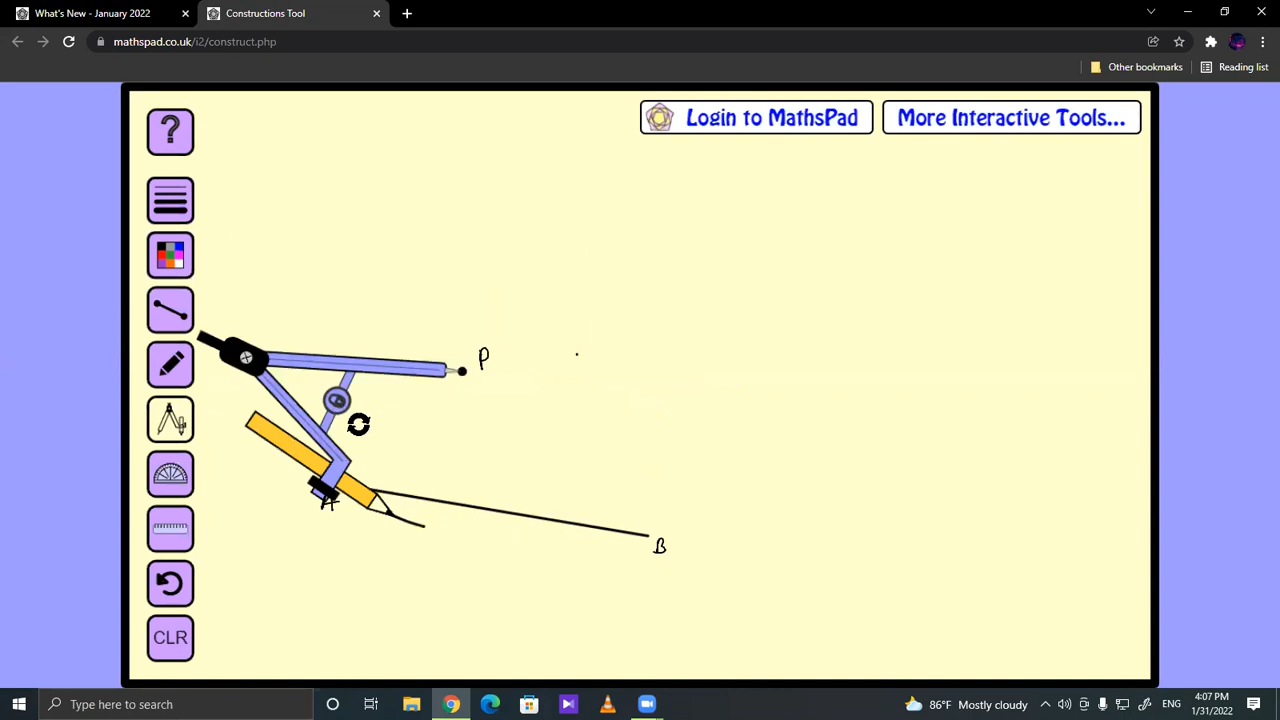 What's New - January 2022
Constructions Tool
mathspad.co.uk/i2/construct.php
Other bookmarks
Reading list
?
Login to MathsPad
More Interactive Tools...
P
A
B
CLR
Type here to search
86°F Mostly cloudy
ENG
4:07 PM
1/31/2022